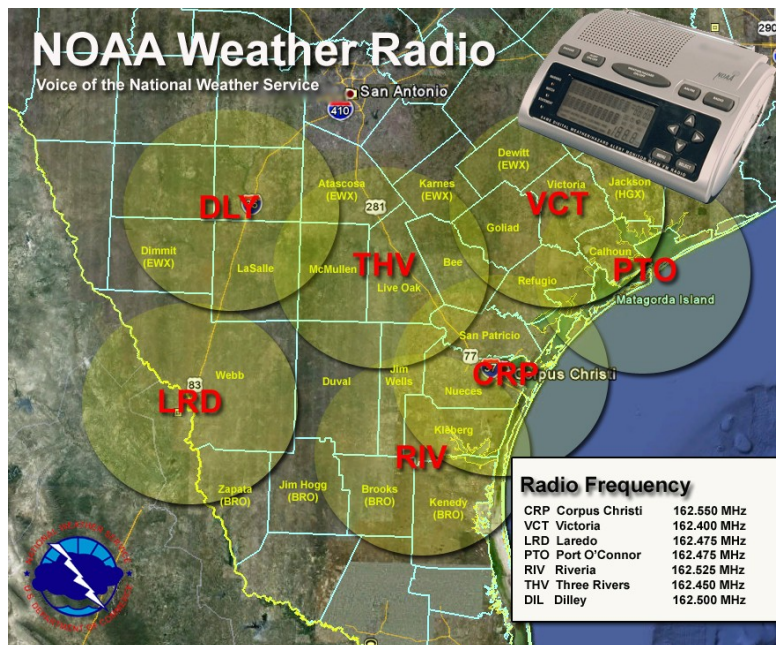 NOAA Weather Radio
Voice of the National Weather Service
San Antonio
410
290
Dewitt
(EWX)
Victoria
Jackson
(HGX)
Atascosa
(EWX)
Karnes
(EWX)
DLY
281
VCT
Goliad
Calhoun
Dimmit
(EWX)
LaSalle
McMullen
THV
Bee
Live Oak
Refugio
PTO
Matagorda Island
San Patricio
77
CRP
Corpus Christi
Webb
83
LRD
Duval
Jim
Wells
Nueces
Kleberg
RIV
Zapata
(BRO)
Jim Hogg
(BRO)
Brooks
(BRO)
Kenedy
(BRO)
Radio Frequency
CRP Corpus Christi 162.550 MHz
VCT Victoria 162.400 MHz
LRD Laredo 162.475 MHz
PTO Port O'Connor 162.475 MHz
RIV Riveria 162.525 MHz
THV Three Rivers 162.450 MHz
DIL Dilley 162.500 MHz
NATIONAL WEATHER SERVICE